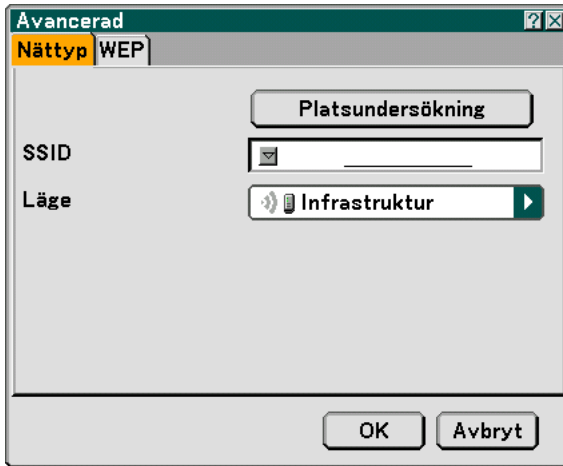 Avancerad
Nättyp WEP
Platsundersökning
SSID
Läge Infrastruktur
OK Avbryt